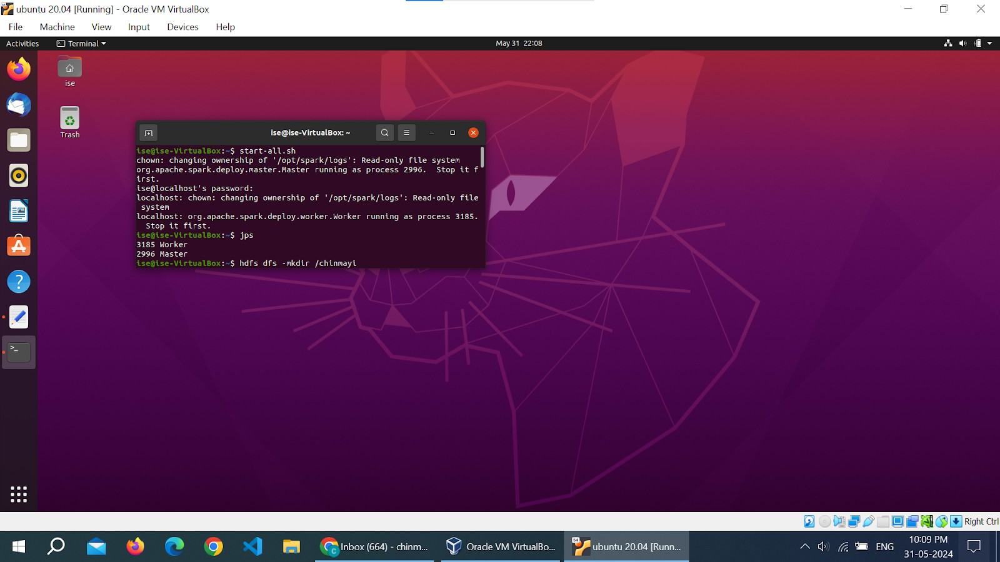 ubuntu 20.04 [Running] - Oracle VM VirtualBox
File Machine View Input Devices Help
Activities Terminal May 31 22:08
ise
Trash
ise@ise-VirtualBox: ~
ise@ise-VirtualBox:~$ start-all.sh
chown: changing ownership of '/opt/spark/logs': Read-only file system
org.apache.spark.deploy.master.Master running as process 2996.  Stop it f
irst.
ise@localhost's password:
localhost: chown: changing ownership of '/opt/spark/logs': Read-only file
 system
localhost: org.apache.spark.deploy.worker.Worker running as process 3185.
  Stop it first.
ise@ise-VirtualBox:~$ jps
3185 Worker
2996 Master
ise@ise-VirtualBox:~$ hdfs dfs -mkdir /chinmayi
Right Ctrl
Inbox (664) - chinm...
Oracle VM VirtualBo...
64
ubuntu 20.04 [Runn...
ENG
10:09 PM
31-05-2024